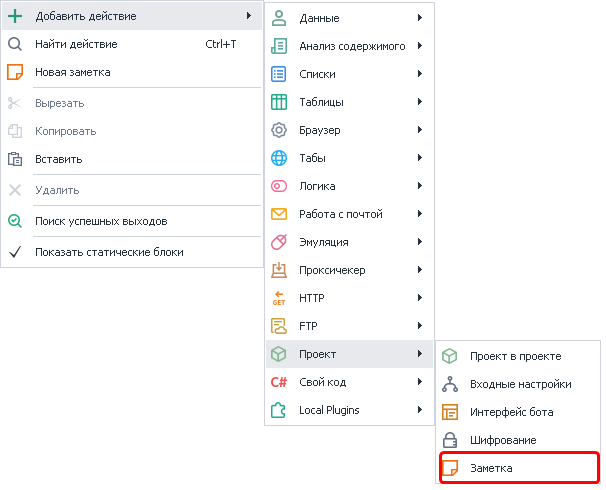 Добавить действие
Найти действие Ctrl+T
Новая заметка
Вырезать
Копировать
Вставить
Удалить
Поиск успешных выходов
Показать статические блоки
Данные
Анализ содержимого
Списки
Таблицы
Браузер
Табы
Логика
Работа с почтой
Эмуляция
Проксичекер
GET HTTP
FTP
Проект
C# Свой код
Local Plugins
Проект в проекте
Входные настройки
Интерфейс бота
Шифрование
Заметка